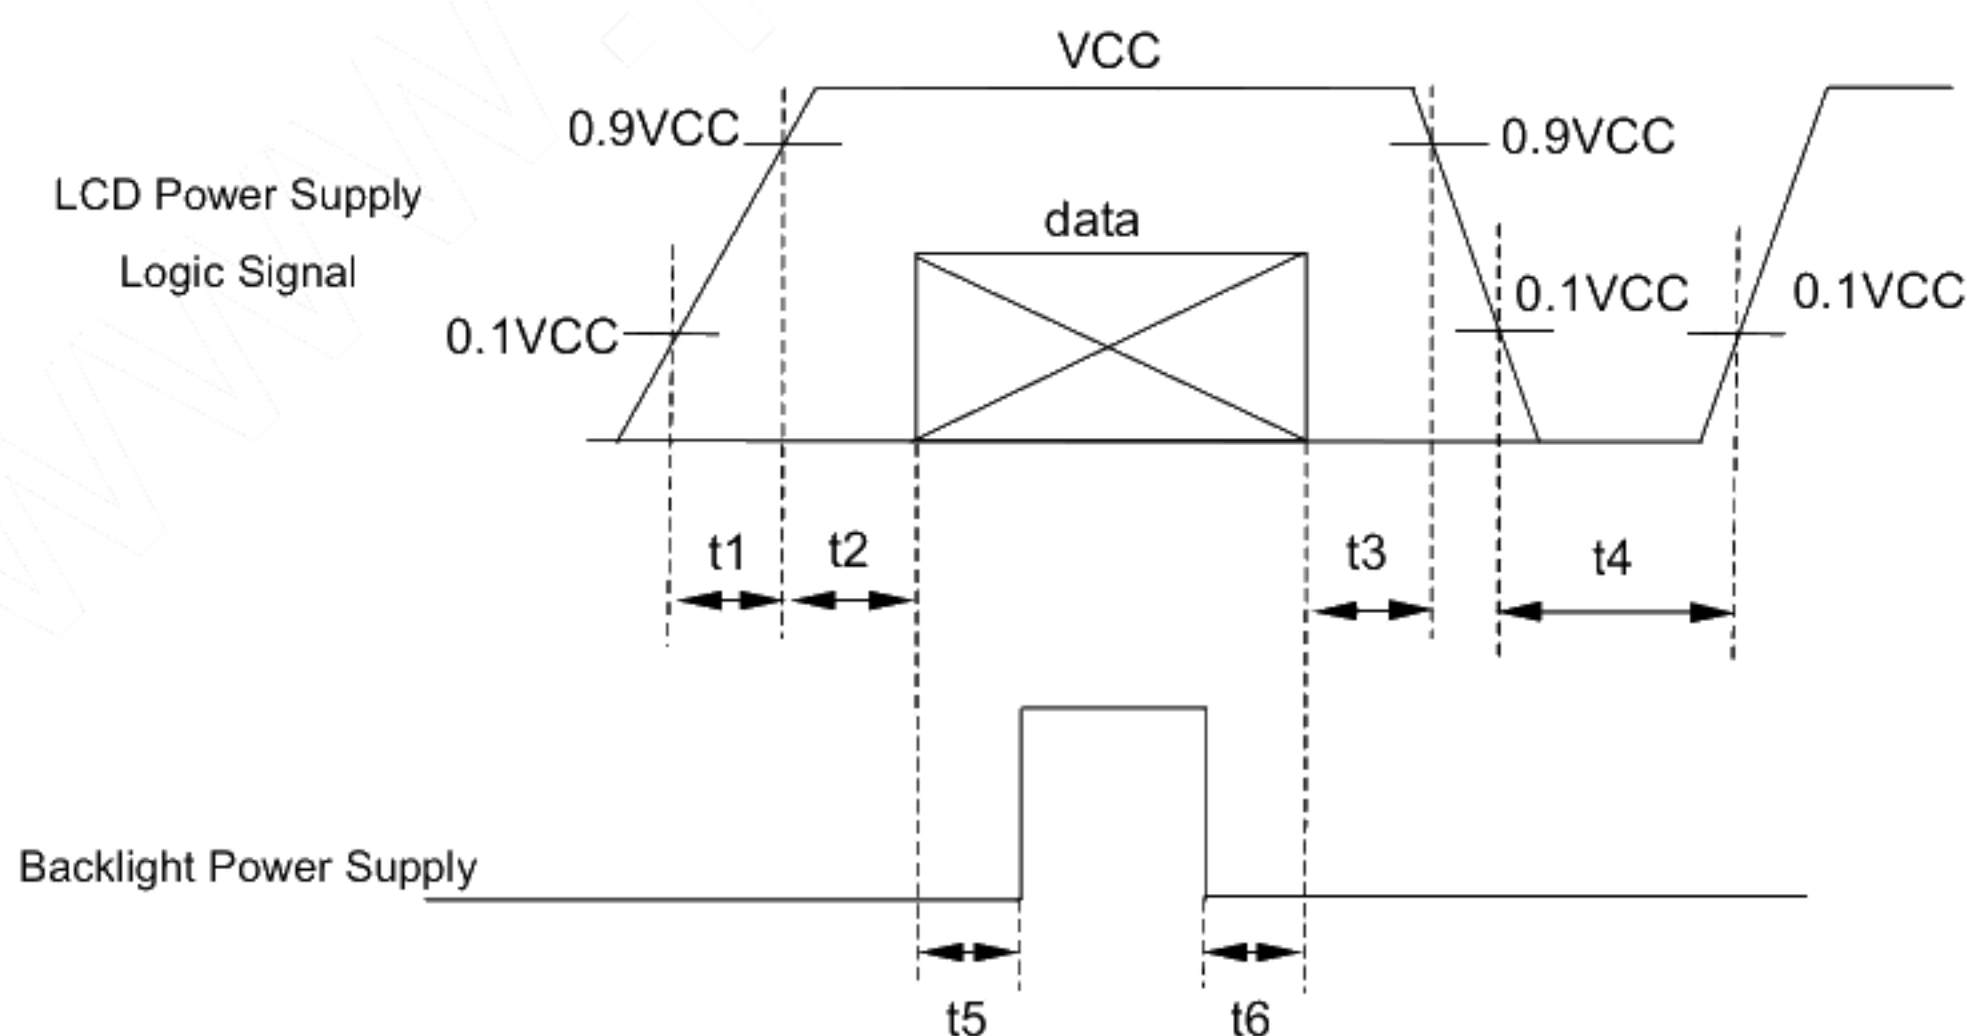 VCC
0.9VCC
0.9VCC
LCD Power Supply
data
Logic Signal
0.1VCC
0.1VCC
0.1VCC
t1
t2
t3
t4
Backlight Power Supply
t5
t6